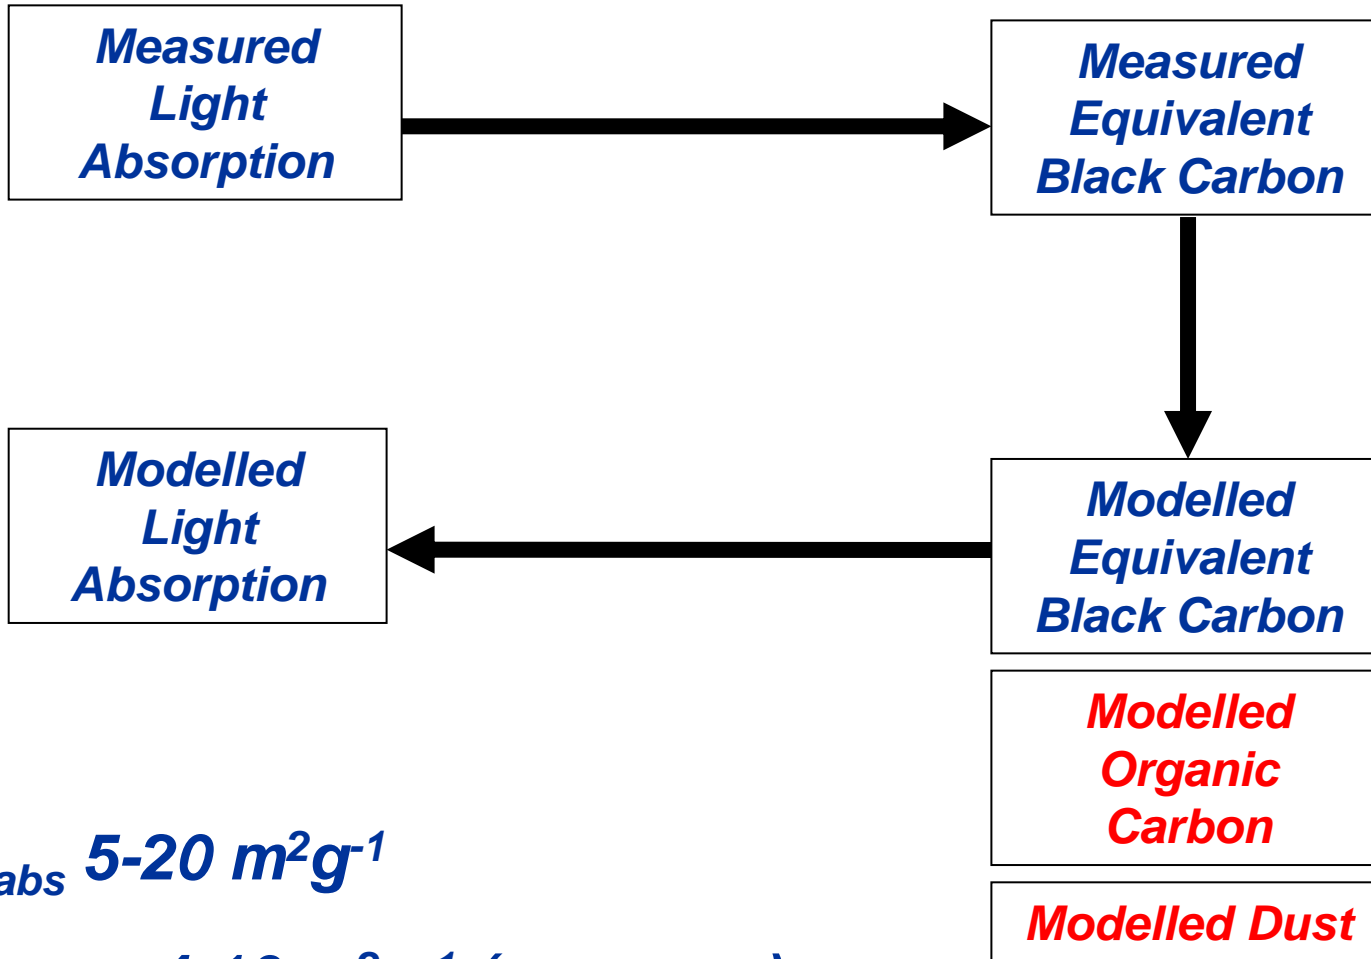 Measured
Light
Absorption
Measured
Equivalent
Black Carbon
Modelled
Light
Absorption
Modelled
Equivalent
Black Carbon
Modelled
Organic
Carbon
Modelled Dust
abs 5-20 m2g-1